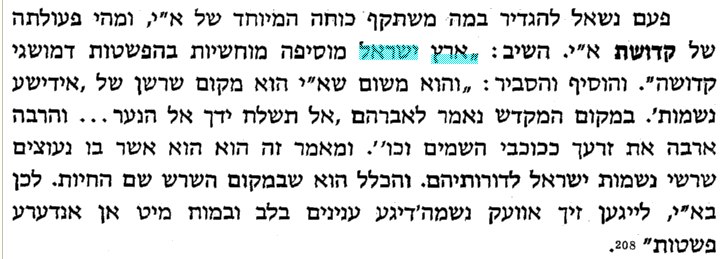 פעם נשאל להגדיר במה משתקף כוחה המיוחד של א״י, ומהי פעולתה
של קדושת א״י. השיב: „ארץ ישראל מוסיפה מוחשיות בהפשטות דמושגי
קדושה״. והוסיף והסביר: „והוא משום שא״י הוא מקום שרשן של ‚אידישע
נשמות׳. במקום המקדש נאמר לאברהם ‚אל תשלח ידך אל הנער... והרבה
ארבה את זרעך ככוכבי השמים וכו׳׳. ומאמר זה הוא הוא אשר בו נעוצים
שרשי נשמות ישראל לדורותיהם. והכלל הוא שבמקום השרש שם החיות. לכן
בא״י, לייגען זיך אוועק נשמה׳דיגע ענינים בלב ובמוח מיט אן אנדערע
פשטות״ 208.